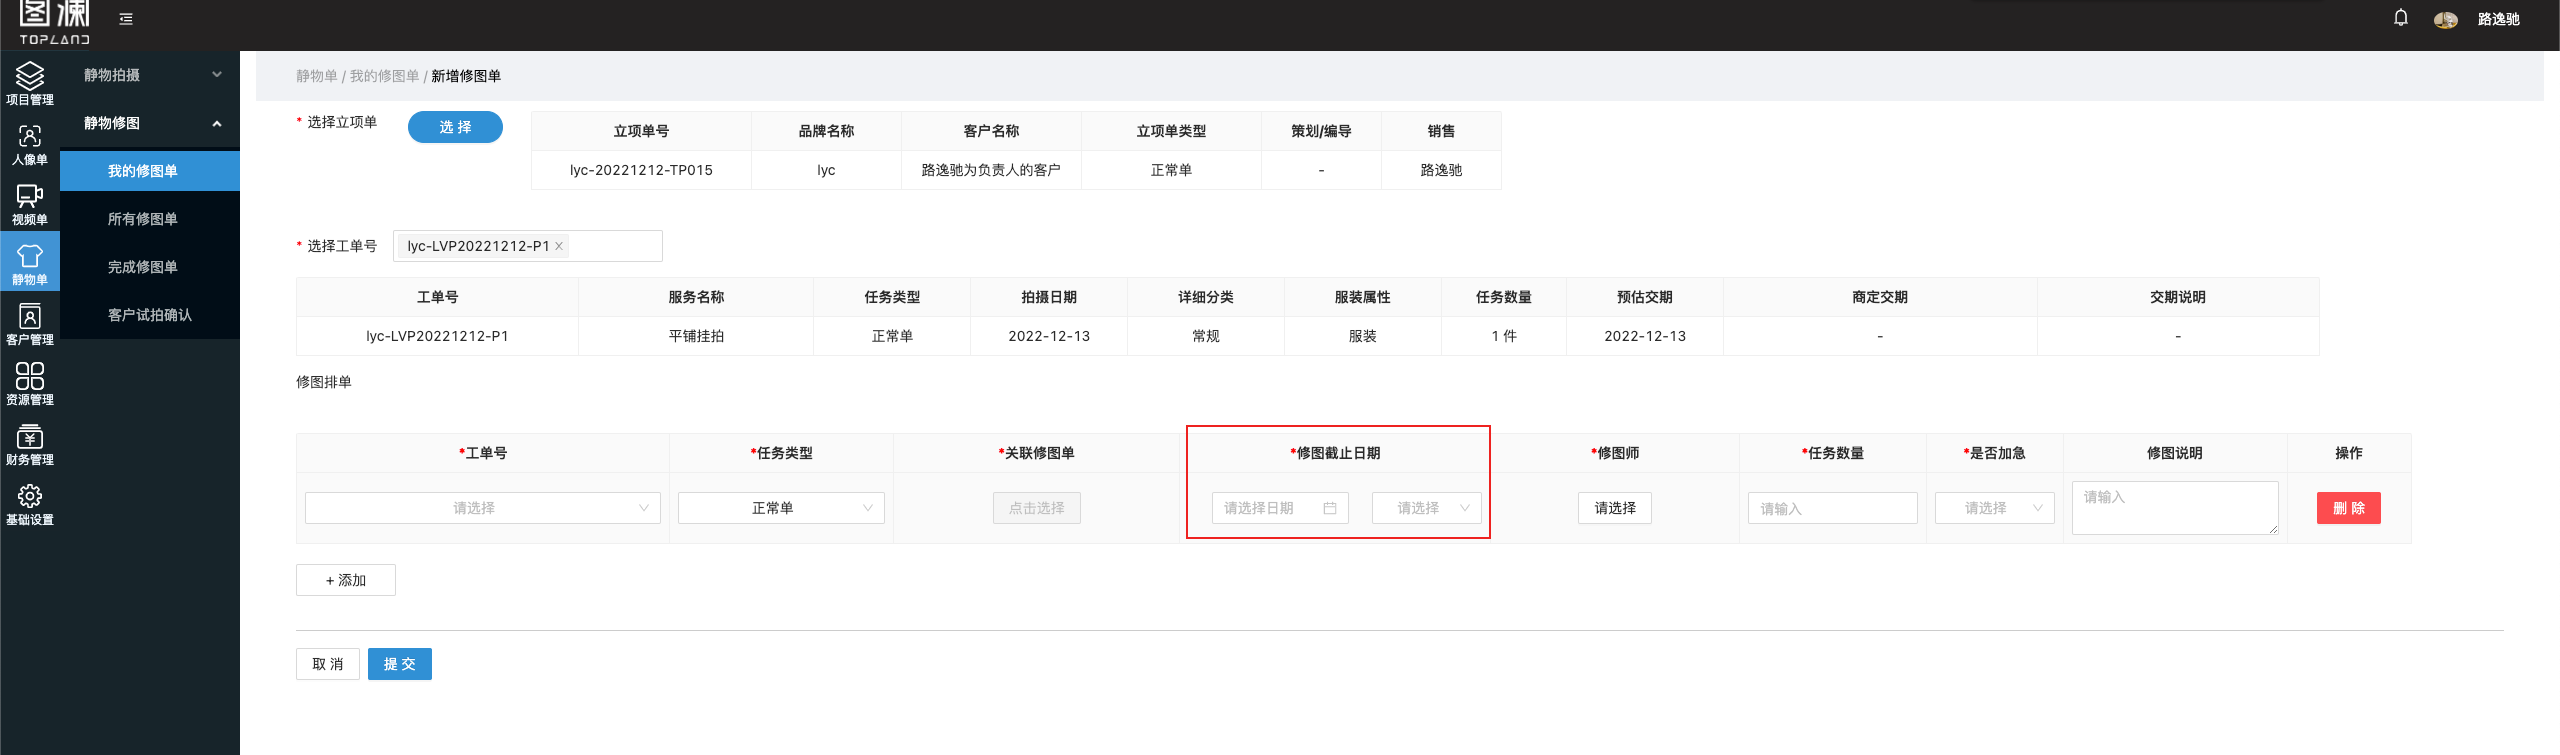 图澜
TOPLAND
路逸驰
项目管理
人像单
视频单
静物单
客户管理
资源管理
财务管理
基础设置
静物拍摄
静物修图
我的修图单
所有修图单
完成修图单
客户试拍确认
静物单 / 我的修图单 / 新增修图单
* 选择立项单 选 择
立项单号 品牌名称 客户名称 立项单类型 策划/编导 销售
lyc-20221212-TP015 lyc 路逸驰为负责人的客户 正常单 - 路逸驰
* 选择工单号 lyc-LVP20221212-P1
工单号 服务名称 任务类型 拍摄日期 详细分类 服装属性 任务数量 预估交期 商定交期 交期说明
lyc-LVP20221212-P1 平铺挂拍 正常单 2022-12-13 常规 服装 1 件 2022-12-13 - -
修图排单
*工单号 *任务类型 *关联修图单 *修图截止日期 *修图师 *任务数量 *是否加急 修图说明 操作
请选择 正常单 点击选择 请选择日期 请选择 请选择 请输入 请选择 请输入 删 除
+ 添加
取 消 提 交